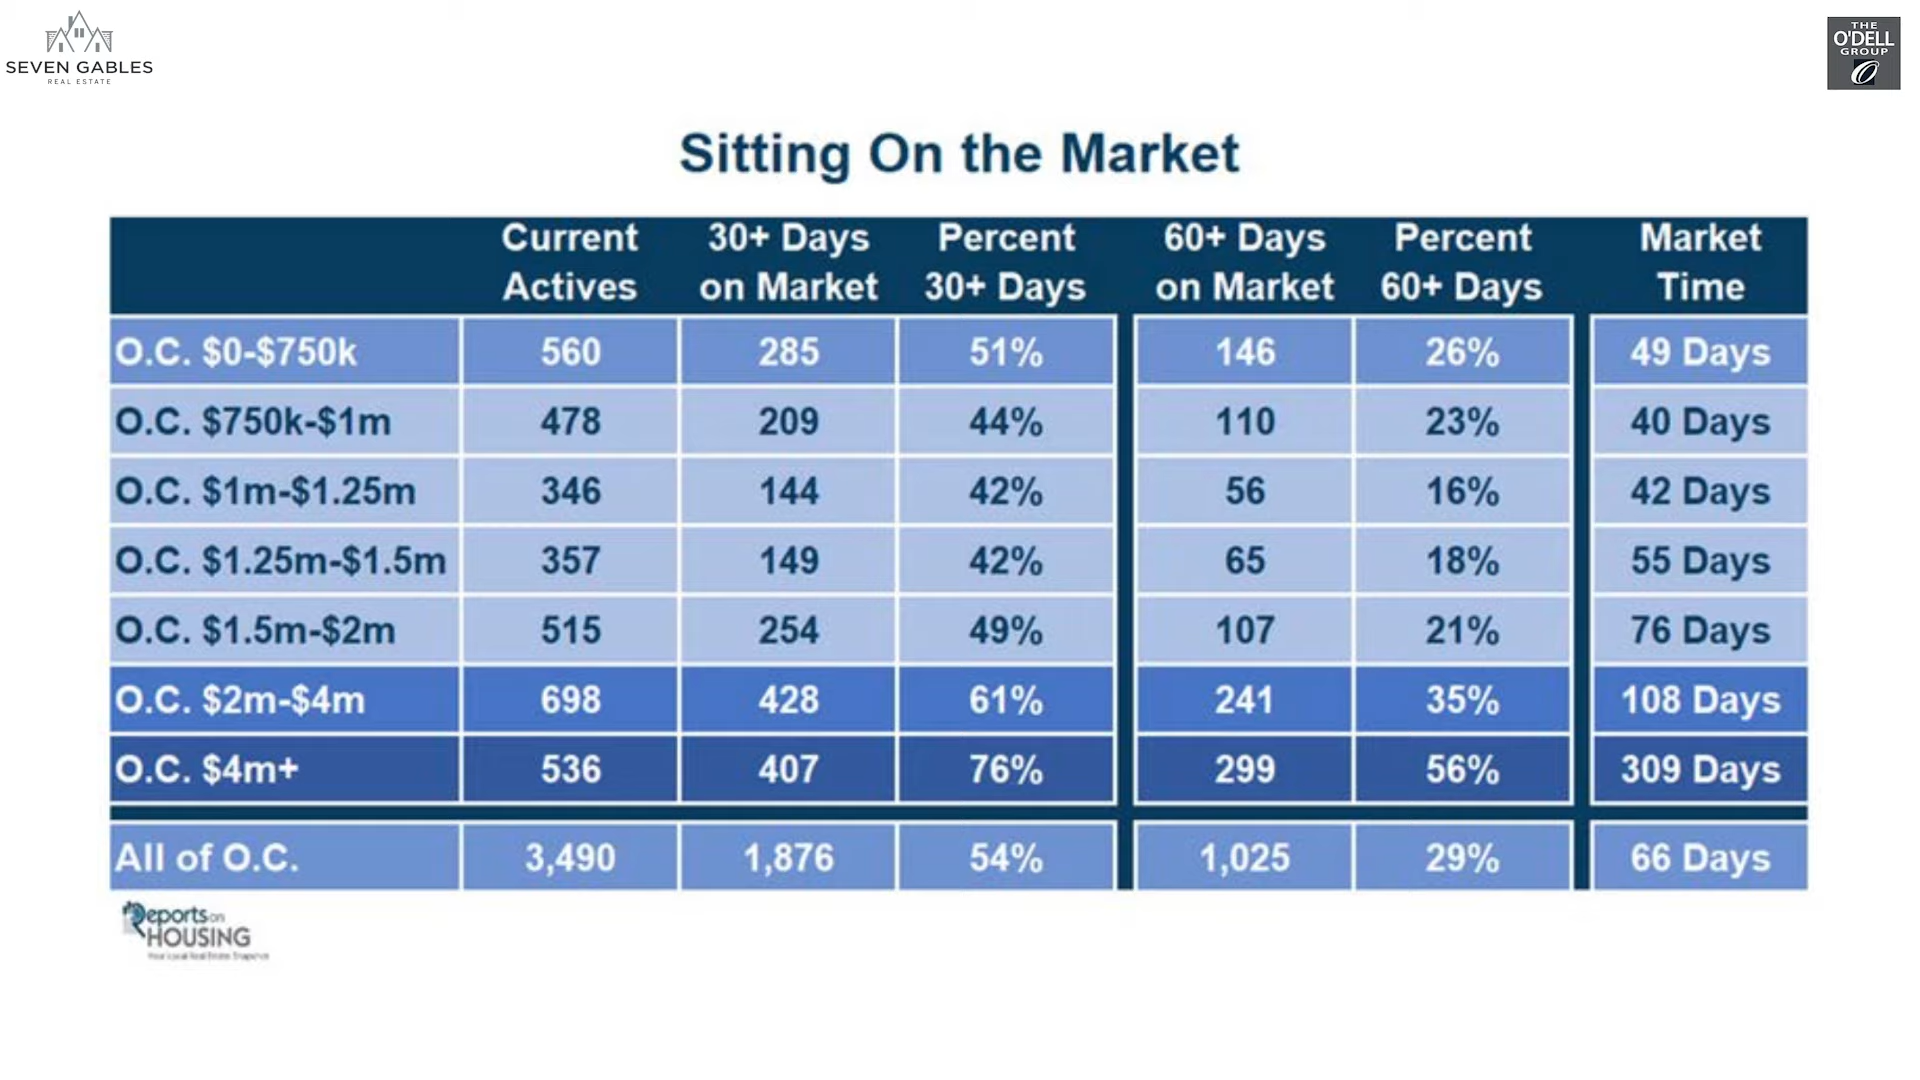 SEVEN GABLES
REAL ESTATE
THE
O'DELL
GROUP
Sitting On the Market
Current Actives 30+ Days on Market Percent 30+ Days 60+ Days on Market Percent 60+ Days Market Time
O.C. $0-$750k 560 285 51% 146 26% 49 Days
O.C. $750k-$1m 478 209 44% 110 23% 40 Days
O.C. $1m-$1.25m 346 144 42% 56 16% 42 Days
O.C. $1.25m-$1.5m 357 149 42% 65 18% 55 Days
O.C. $1.5m-$2m 515 254 49% 107 21% 76 Days
O.C. $2m-$4m 698 428 61% 241 35% 108 Days
O.C. $4m+ 536 407 76% 299 56% 309 Days
All of O.C. 3,490 1,876 54% 1,025 29% 66 Days
Reports on
HOUSING
Your Local Real Estate Snapshot